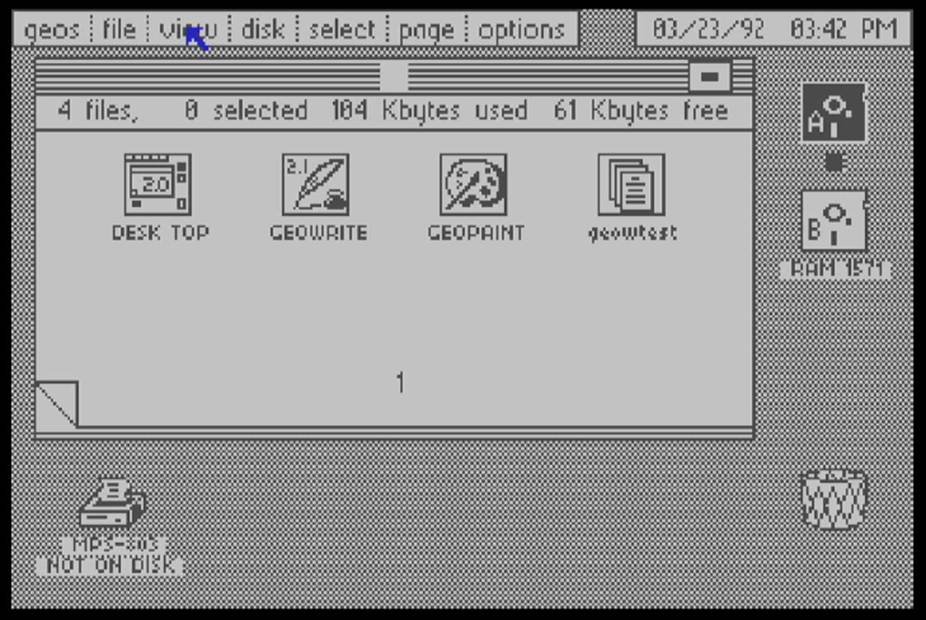 geos file view disk select page options 03/23/92 03:42 PM
4 files, 0 selected 104 Kbytes used 61 Kbytes free
A
2.0 2.1
DESK TOP GEOWRITE GEOPAINT geowtest
B
RAM 1571
1
MPS-803
NOT ON DISK